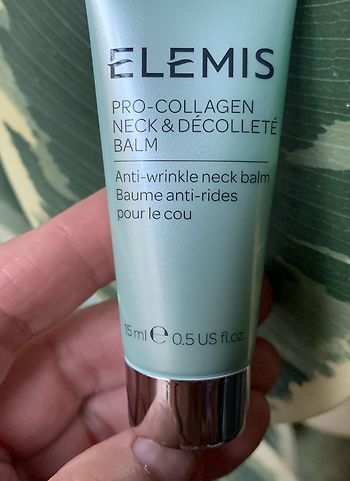 ELEMIS
PRO-COLLAGEN
NECK & DÉCOLLETÉ
BALM
Anti-wrinkle neck balm
Baume anti-rides
pour le cou
15 ml ℮ 0.5 US fl.oz.